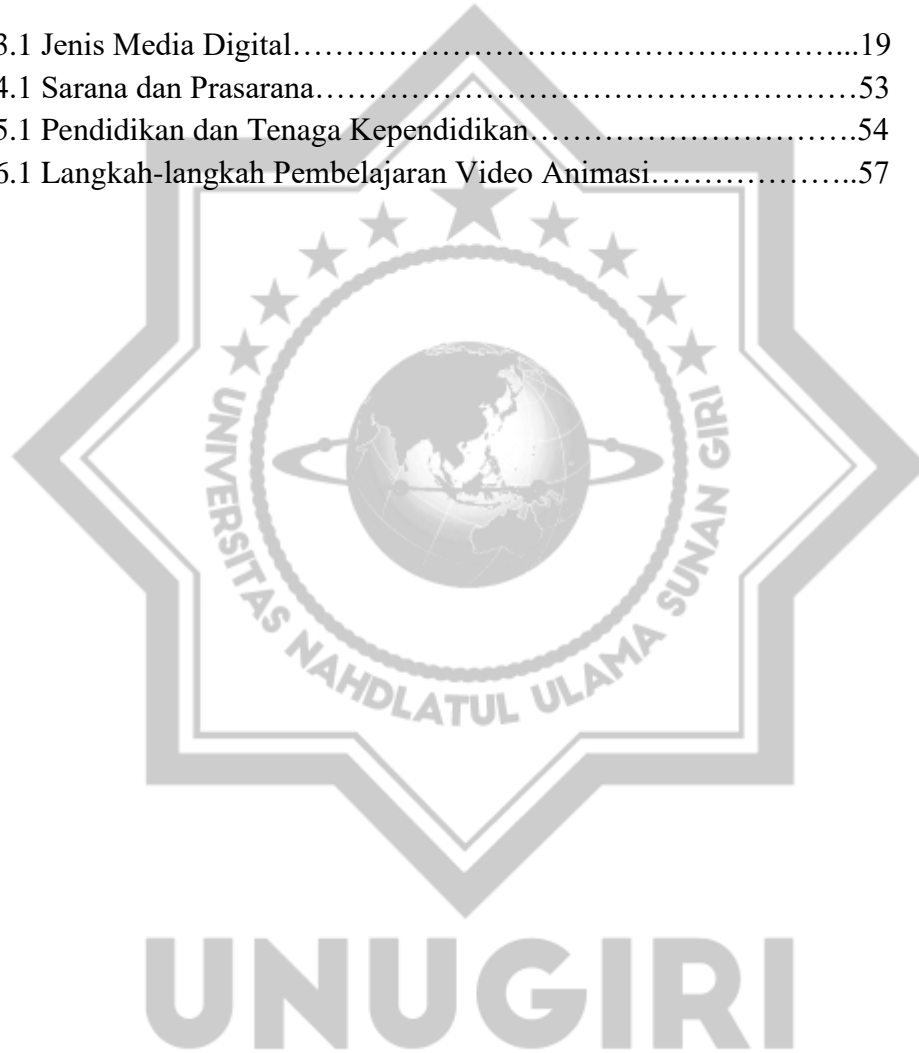 3.1 Jenis Media Digital……………………………………………...19
4.1 Sarana dan Prasarana……………………………………………53
5.1 Pendidikan dan Tenaga Kependidikan………………………….54
6.1 Langkah-langkah Pembelajaran Video Animasi………………..57
UNIVERSITAS NAHDLATUL ULAMA SUNAN GIRI
UNUGIRI